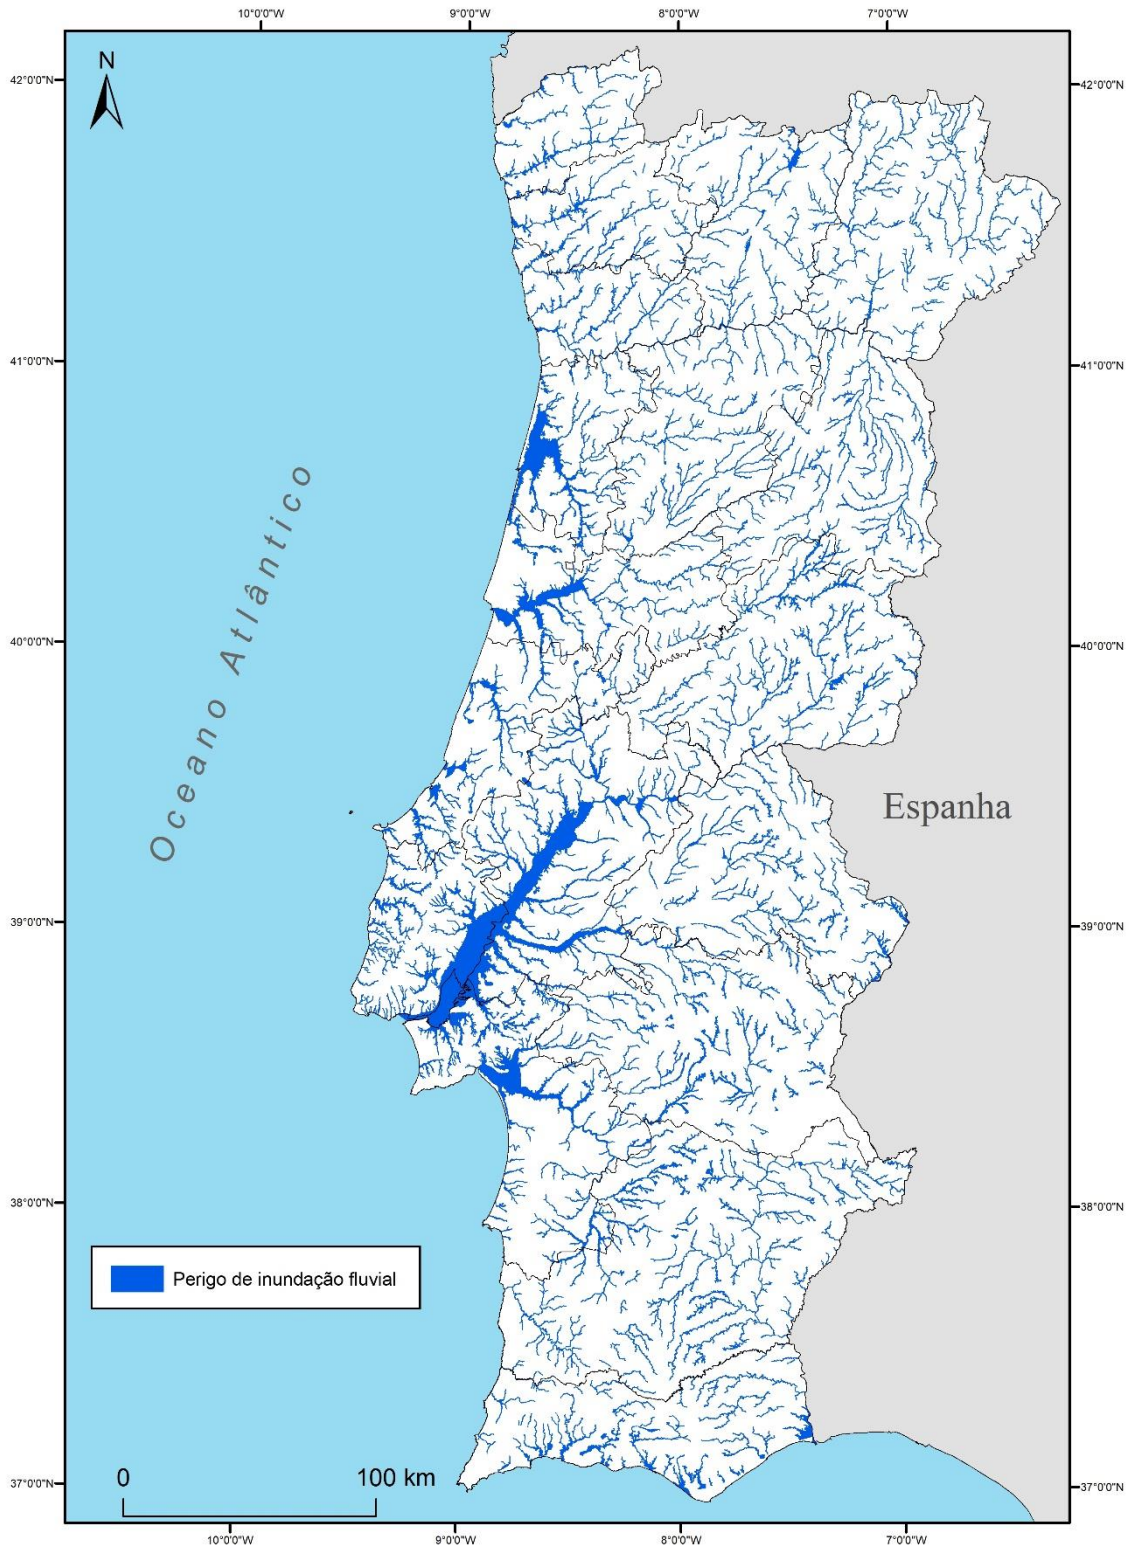 10°0'0"W 9°0'0"W 8°0'0"W 7°0'0"W
N
42°0'0"N 42°0'0"N
41°0'0"N 41°0'0"N
Oceano Atlântico
40°0'0"N 40°0'0"N
Espanha
39°0'0"N 39°0'0"N
38°0'0"N 38°0'0"N
Perigo de inundação fluvial
0 100 km
37°0'0"N 37°0'0"N
10°0'0"W 9°0'0"W 8°0'0"W 7°0'0"W